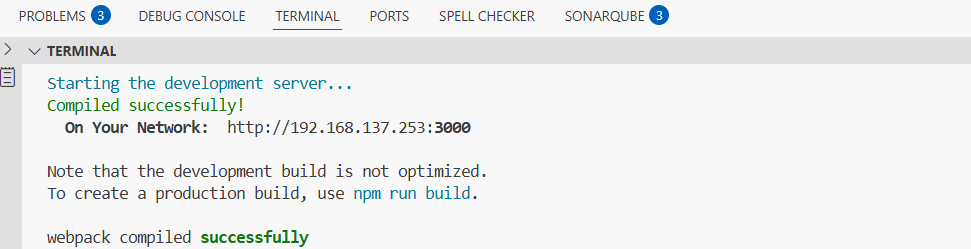 PROBLEMS 3 DEBUG CONSOLE TERMINAL PORTS SPELL CHECKER SONARQUBE 3
TERMINAL
Starting the development server...
Compiled successfully!
On Your Network: http://192.168.137.253:3000
Note that the development build is not optimized.
To create a production build, use npm run build.
webpack compiled successfully